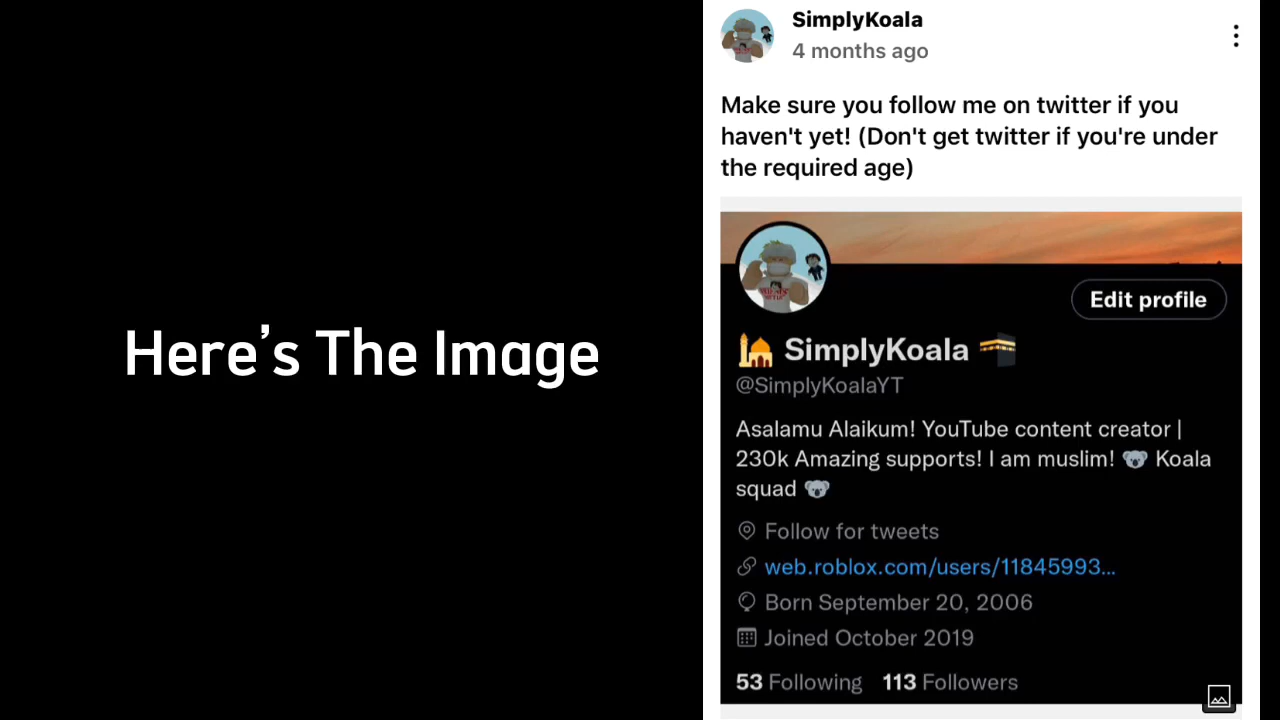 Here's The Image
SimplyKoala
4 months ago
Make sure you follow me on twitter if you
haven't yet! (Don't get twitter if you're under
the required age)
Edit profile
🕌 SimplyKoala 🕋
@SimplyKoalaYT
Asalamu Alaikum! YouTube content creator |
230k Amazing supports! I am muslim! 🐨 Koala
squad 🐨
Follow for tweets
web.roblox.com/users/11845993...
Born September 20, 2006
Joined October 2019
53 Following 113 Followers